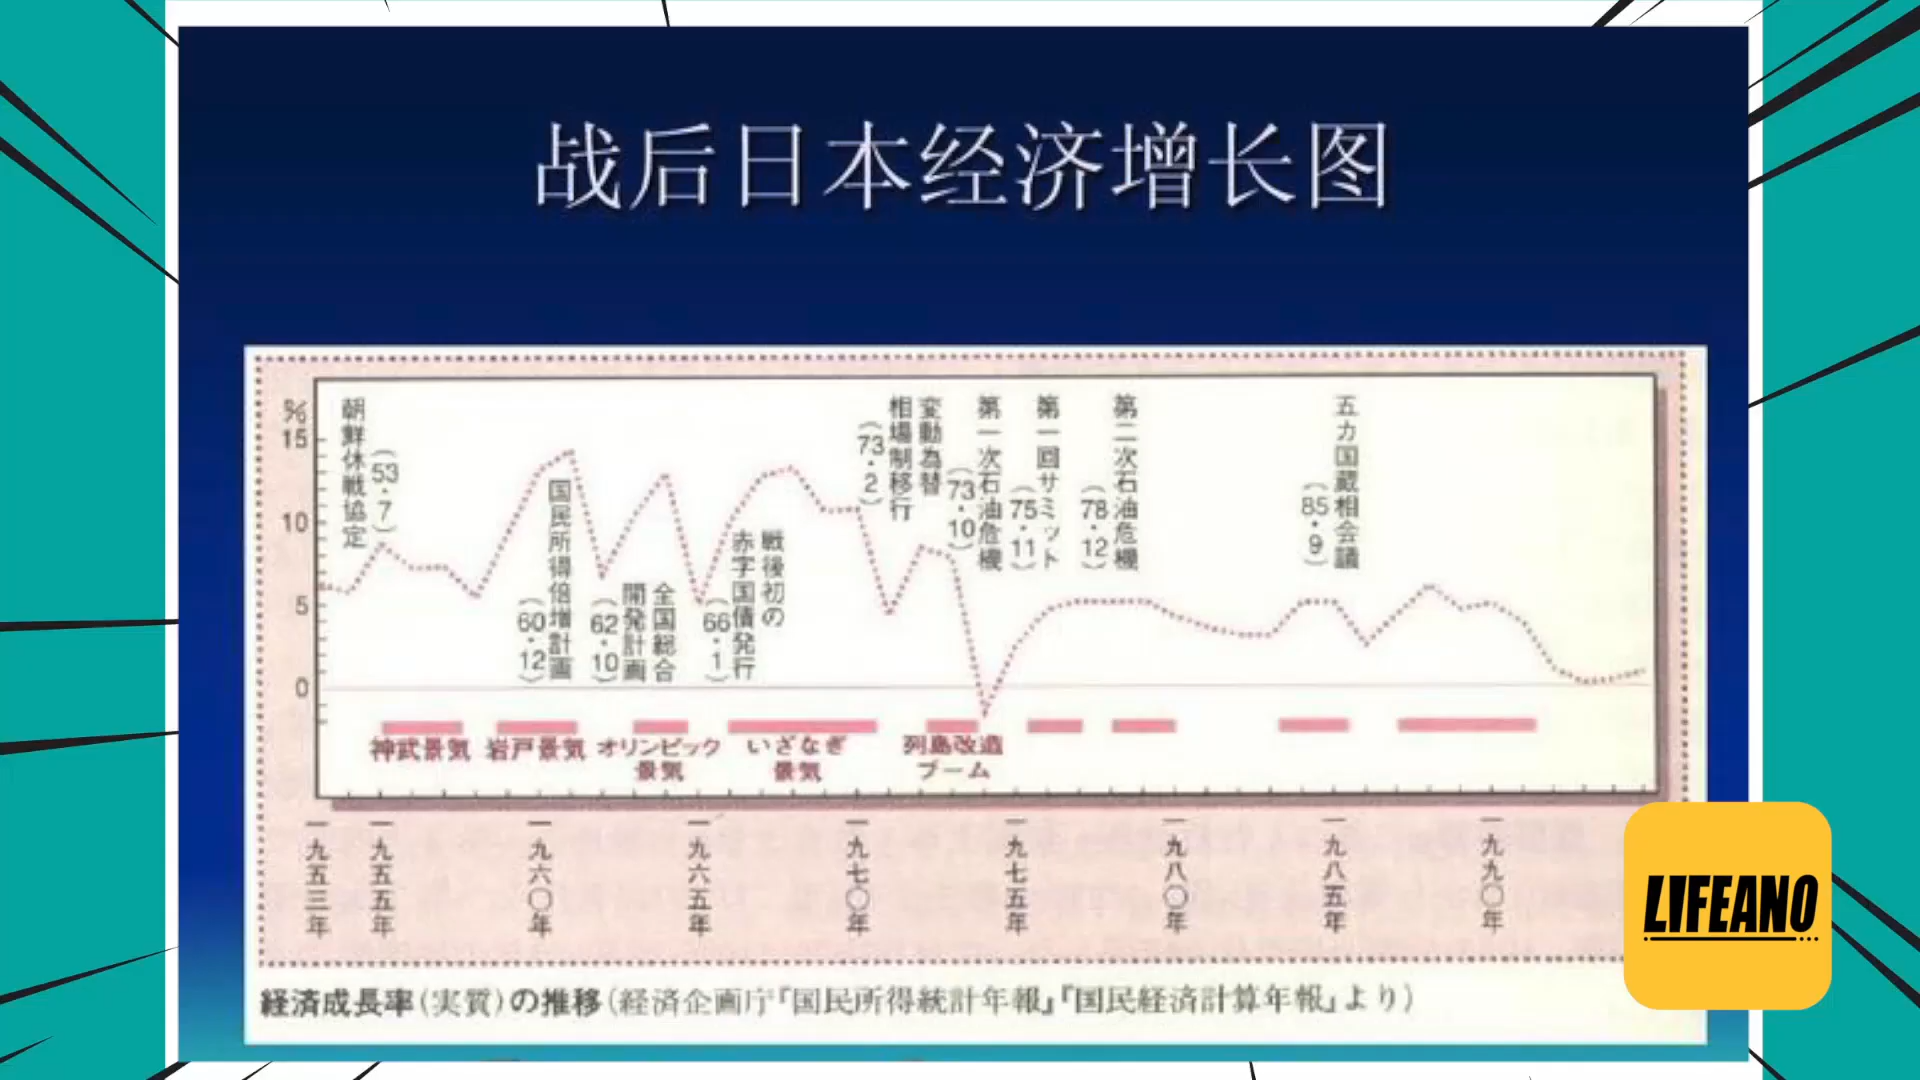 战后日本经济增长图
%
15
10
5
0
朝鮮休戦協定
(53・7)
国民所得倍増計画
(60・12)
全国総合
開発計画
(62・10)
戦後初の
赤字国債発行
(66・1)
変動為替
相場制移行
(73・2)
第一次石油危機
(73・10)
第一回サミット
(75・11)
第二次石油危機
(78・12)
五カ国蔵相会議
(85・9)
神武景気
岩戸景気
オリンピック
景気
いざなぎ
景気
列島改造
ブーム
一九五三年
一九五五年
一九六〇年
一九六五年
一九七〇年
一九七五年
一九八〇年
一九八五年
一九九〇年
経済成長率(実質)の推移(経済企画庁『国民所得統計年報』『国民経済計算年報』より)
LIFEANO